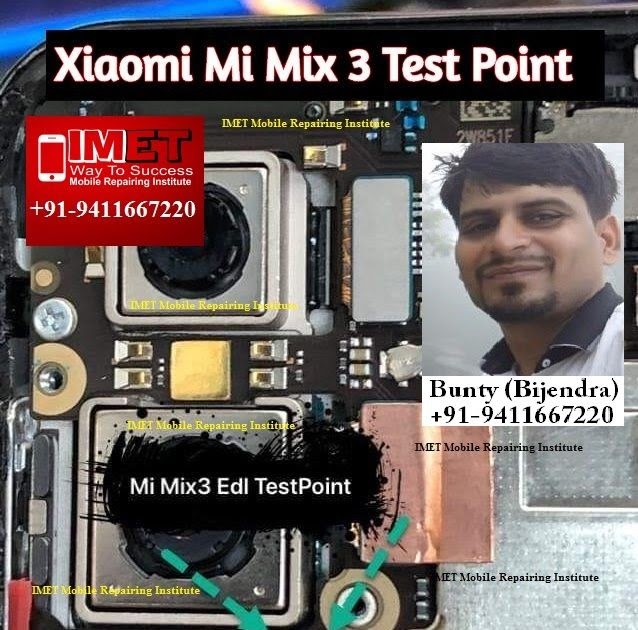 Xiaomi Mi Mix 3 Test Point
IMET Mobile Repairing Institute
2W851F
IMET
Way To Success
Mobile Repairing Institute
+91-9411667220
IMET Mobile Repairing Institute
Bunty (Bijendra)
+91-9411667220
IMET Mobile Repairing Institute
IMET Mobile Repairing Institute
Mi Mix3 Edl TestPoint
MET Mobile Repairing Institute
IMET Mobile Repairing Institute